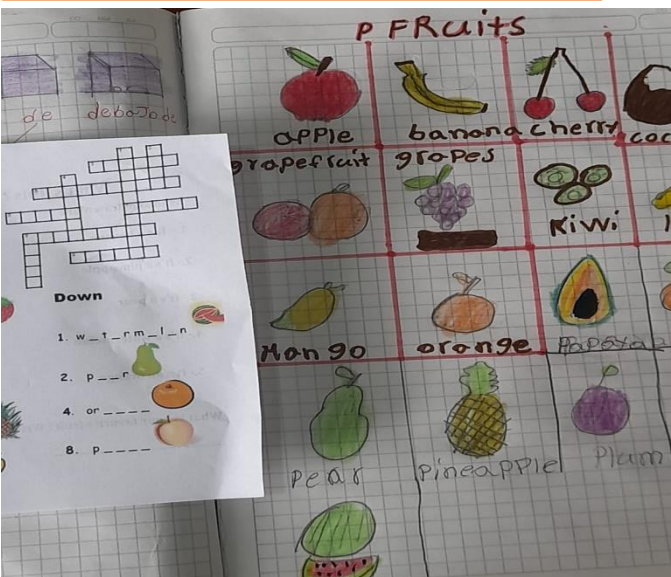 P FRuits
de debaJo de
apple banana cherry coc
grapefruit grapes
Kiwi
Mango orange Papaya
Pear Pineapple Plum
Down
1. w_t_rm_l_n
2. p__r
4. or____
8. p____